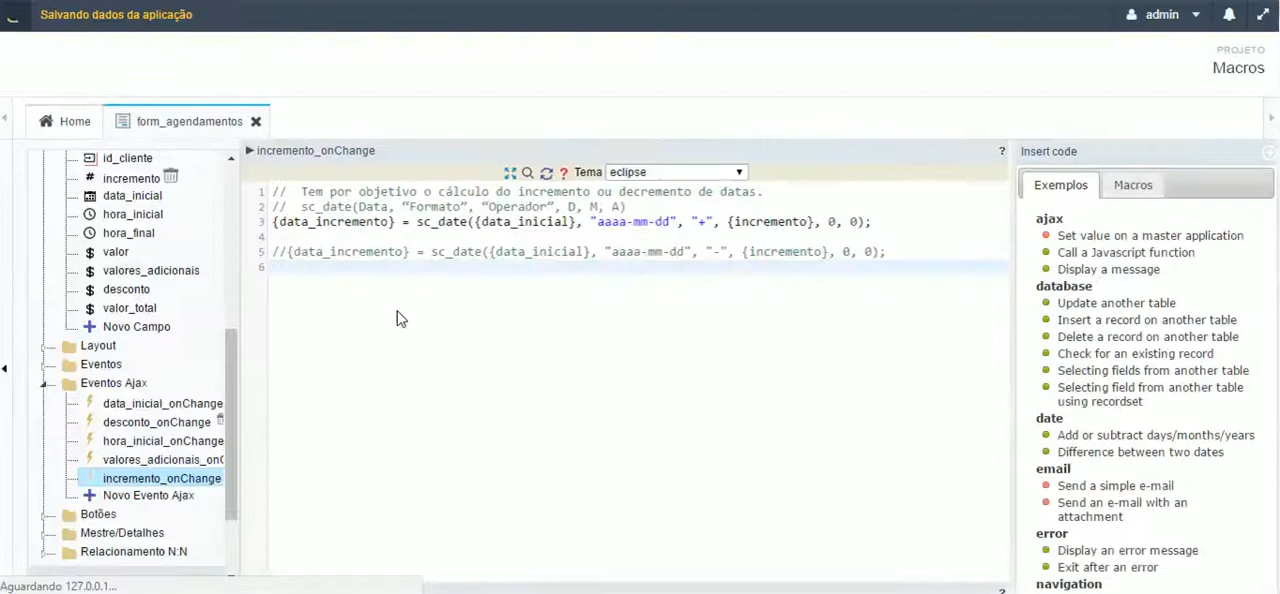 Salvando dados da aplicação
admin
PROJETO
Macros
Home
form_agendamentos
id_cliente
incremento
data_inicial
hora_inicial
hora_final
valor
valores_adicionais
desconto
valor_total
Novo Campo
Layout
Eventos
Eventos Ajax
data_inicial_onChange
desconto_onChange
hora_inicial_onChange
valores_adicionais_on
incremento_onChange
Novo Evento Ajax
Botões
Mestre/Detalhes
Relacionamento N:N
Aguardando 127.0.0.1...
incremento_onChange
?
? Tema eclipse
1 // Tem por objetivo o cálculo do incremento ou decremento de datas.
2 // sc_date(Data, “Formato”, “Operador”, D, M, A)
3 {data_incremento} = sc_date({data_inicial}, "aaaa-mm-dd", "+", {incremento}, 0, 0);
4
5 //{data_incremento} = sc_date({data_inicial}, "aaaa-mm-dd", "-", {incremento}, 0, 0);
6
?
Insert code
Exemplos
Macros
ajax
Set value on a master application
Call a Javascript function
Display a message
database
Update another table
Insert a record on another table
Delete a record on another table
Check for an existing record
Selecting fields from another table
Selecting field from another table
using recordset
date
Add or subtract days/months/years
Difference between two dates
email
Send a simple e-mail
Send an e-mail with an
attachment
error
Display an error message
Exit after an error
navigation